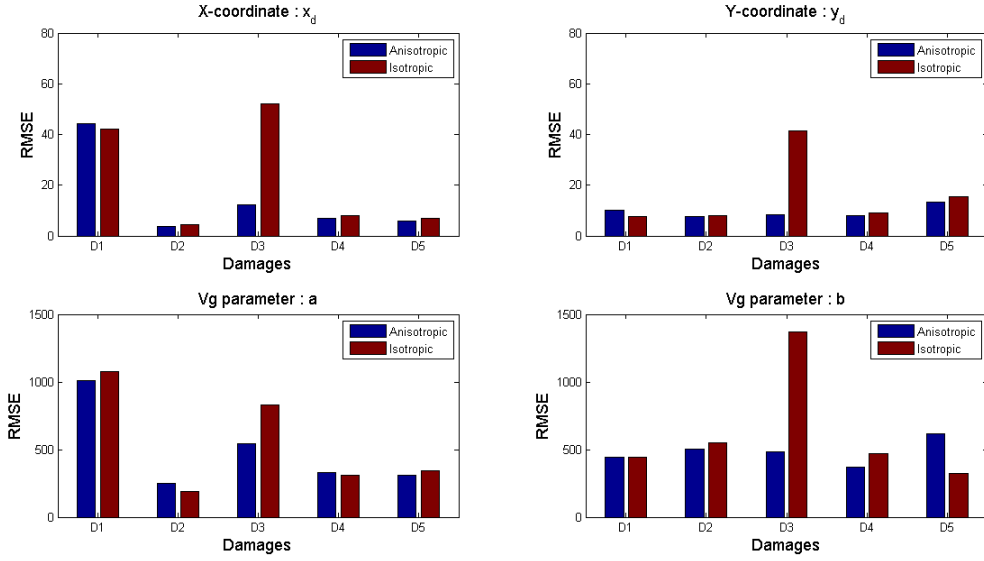 X-coordinate : x_d
80
60
40
20
0
RMSE
Anisotropic
Isotropic
D1 D2 D3 D4 D5
Damages
Y-coordinate : y_d
80
60
40
20
0
RMSE
Anisotropic
Isotropic
D1 D2 D3 D4 D5
Damages
Vg parameter : a
1500
1000
500
0
RMSE
Anisotropic
Isotropic
D1 D2 D3 D4 D5
Damages
Vg parameter : b
1500
1000
500
0
RMSE
Anisotropic
Isotropic
D1 D2 D3 D4 D5
Damages